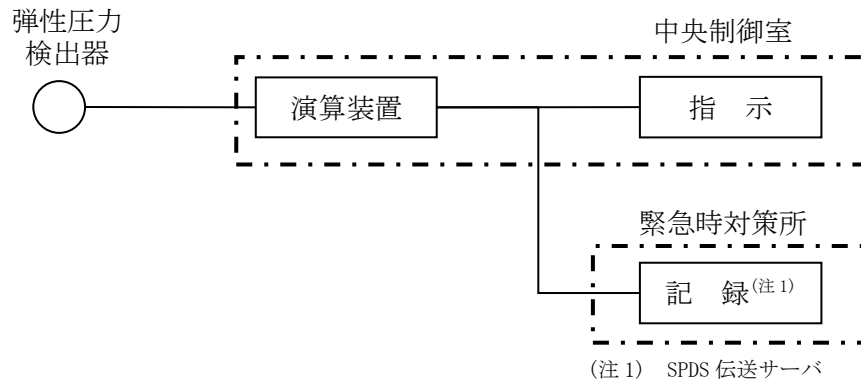 弾性圧力
検出器
中央制御室
演算装置
指 示
緊急時対策所
記 録(注1)
(注1) SPDS伝送サーバ